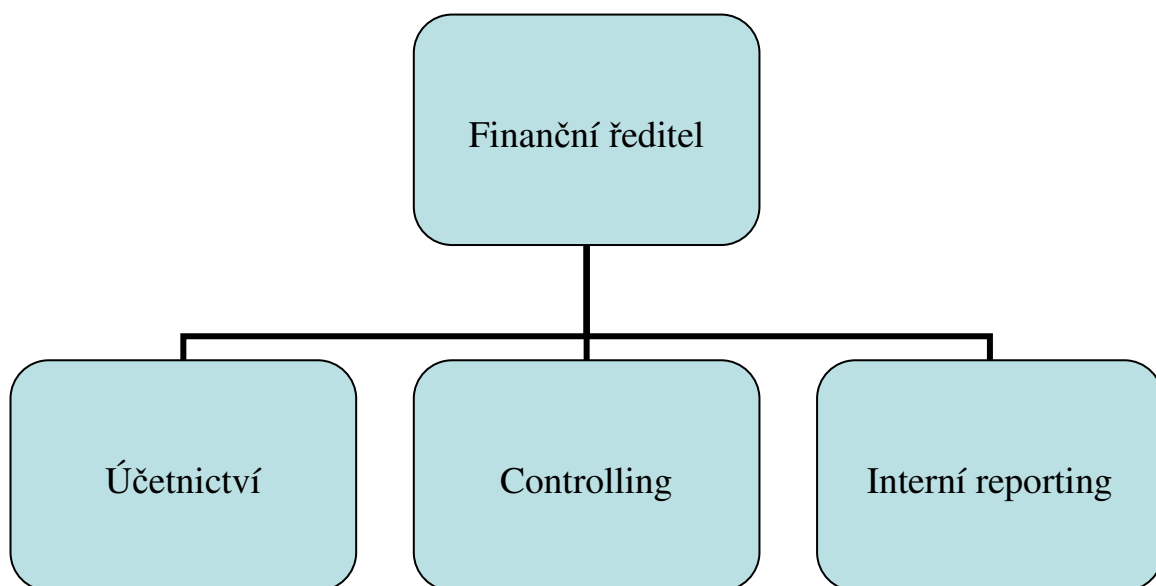 Finanční ředitel
Účetnictví
Controlling
Interní reporting